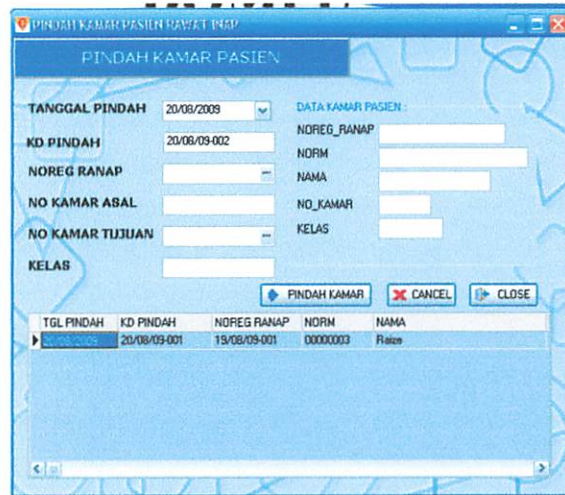 PINDAH KAMAR PASIEN RAWAT INAP
PINDAH KAMAR PASIEN
TANGGAL PINDAH 20/08/2009
KD PINDAH 20/08/09-002
NOREG RANAP
NO KAMAR ASAL
NO KAMAR TUJUAN
KELAS
DATA KAMAR PASIEN :
NOREG_RANAP
NORM
NAMA
NO_KAMAR
KELAS
PINDAH KAMAR CANCEL CLOSE
TGL PINDAH KD PINDAH NOREG RANAP NORM NAMA
20/08/2009 20/08/09-001 19/08/09-001 00000003 Raize